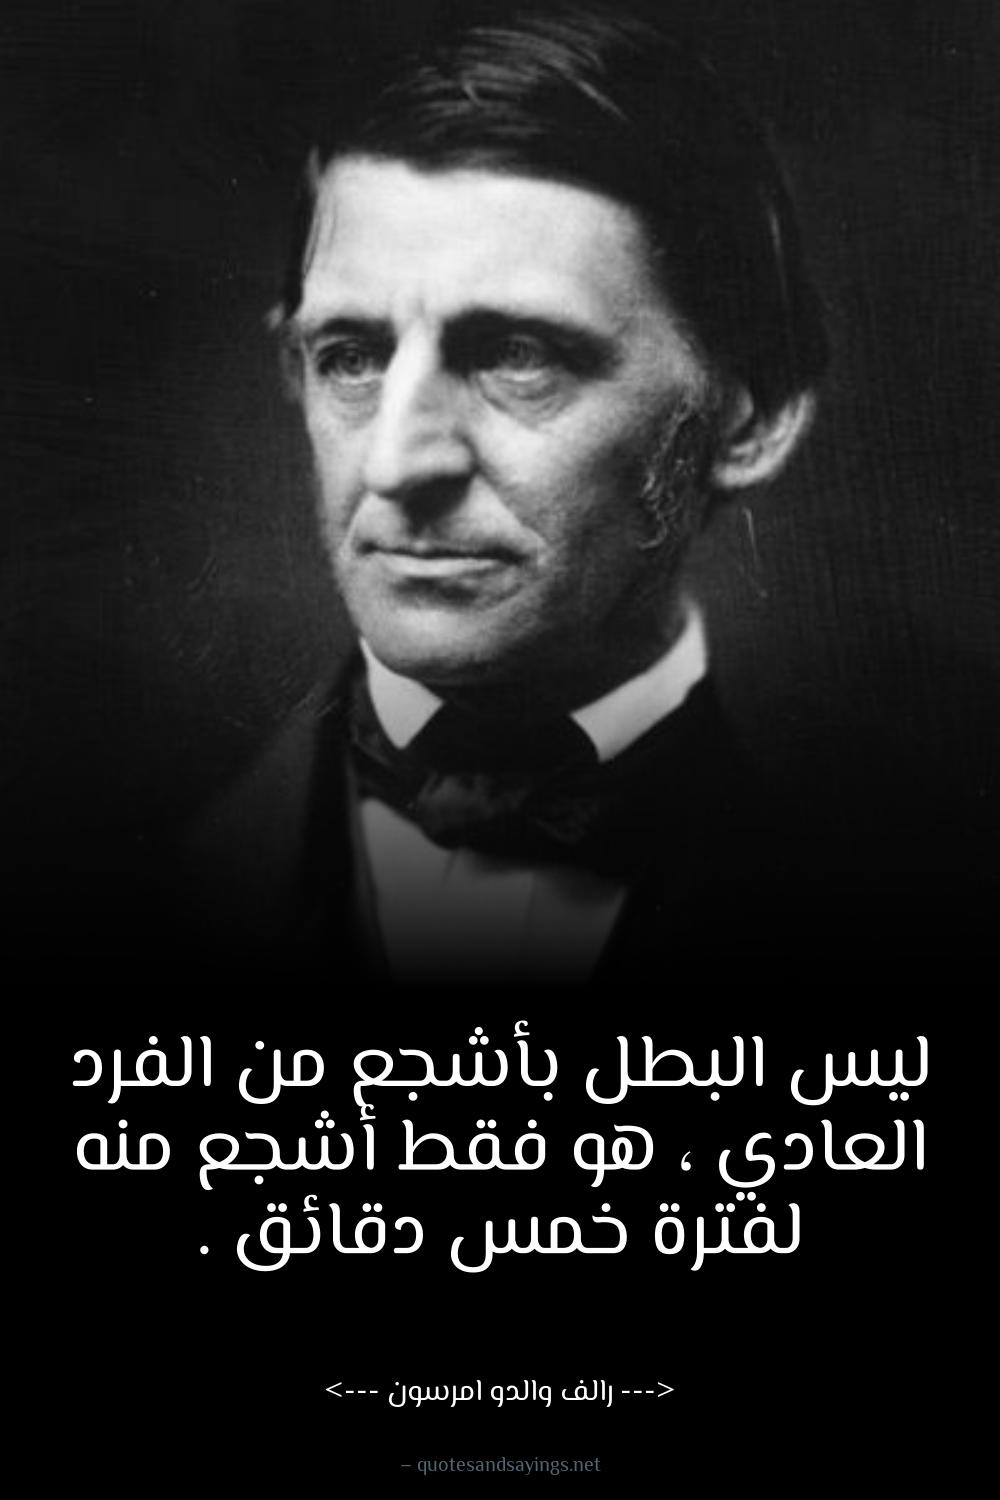 ليس البطل بأشجع من الفرد
العادي ، هو فقط أشجع منه
لفترة خمس دقائق .
<--- رالف والدو امرسون --->
– quotesandsayings.net